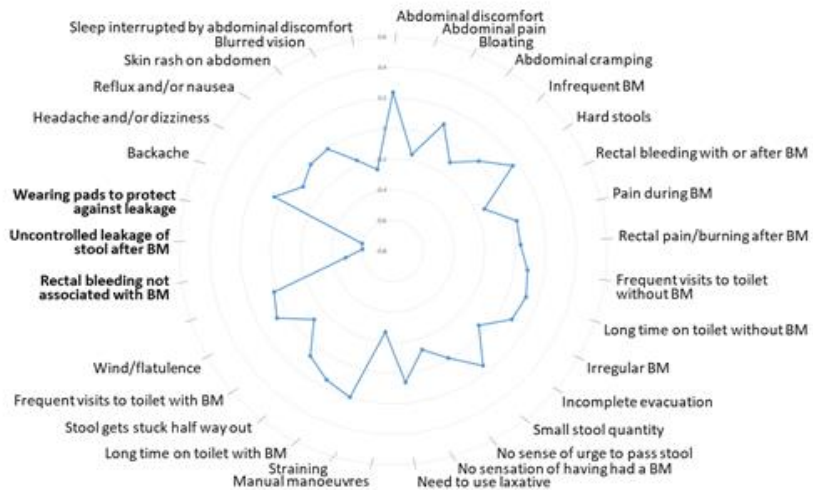 Abdominal discomfort
Abdominal pain
Bloating
Abdominal cramping
Infrequent BM
Hard stools
Rectal bleeding with or after BM
Pain during BM
Rectal pain/burning after BM
Frequent visits to toilet
without BM
Long time on toilet without BM
Irregular BM
Incomplete evacuation
Small stool quantity
No sense of urge to pass stool
No sensation of having had a BM
Need to use laxative
Manual manoeuvres
Straining
Long time on toilet with BM
Stool gets stuck half way out
Frequent visits to toilet with BM
Wind/flatulence
Rectal bleeding not
associated with BM
Uncontrolled leakage of
stool after BM
Wearing pads to protect
against leakage
Backache
Headache and/or dizziness
Reflux and/or nausea
Skin rash on abdomen
Blurred vision
Sleep interrupted by abdominal discomfort